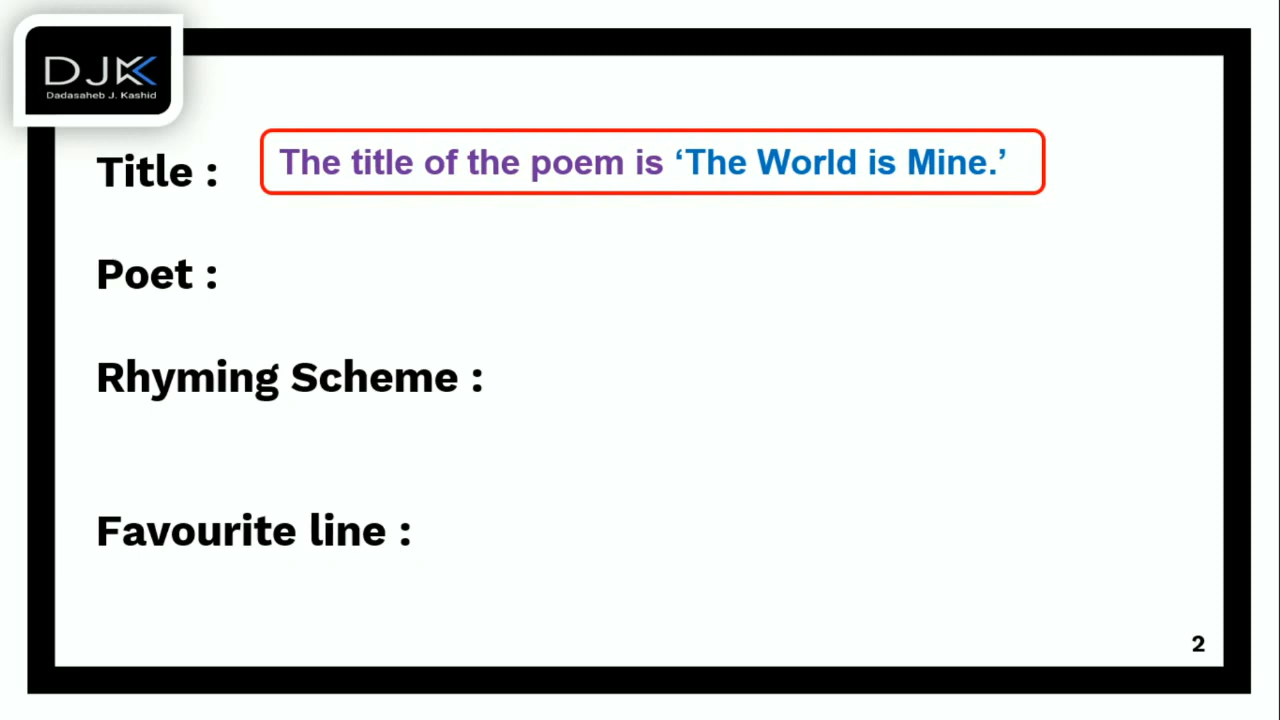 DJK
Dadasaheb J. Kashid
Title : The title of the poem is ‘The World is Mine.’
Poet :
Rhyming Scheme :
Favourite line :
2